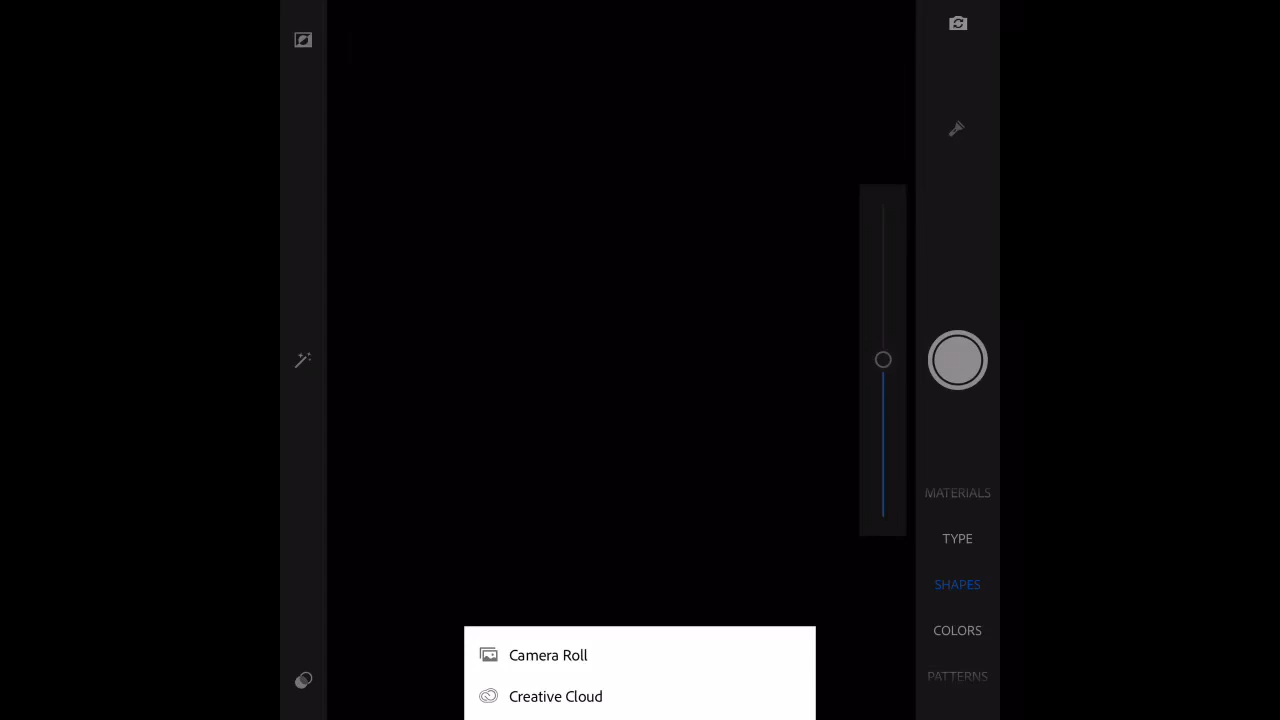 MATERIALS
TYPE
SHAPES
COLORS
PATTERNS
Camera Roll
Creative Cloud